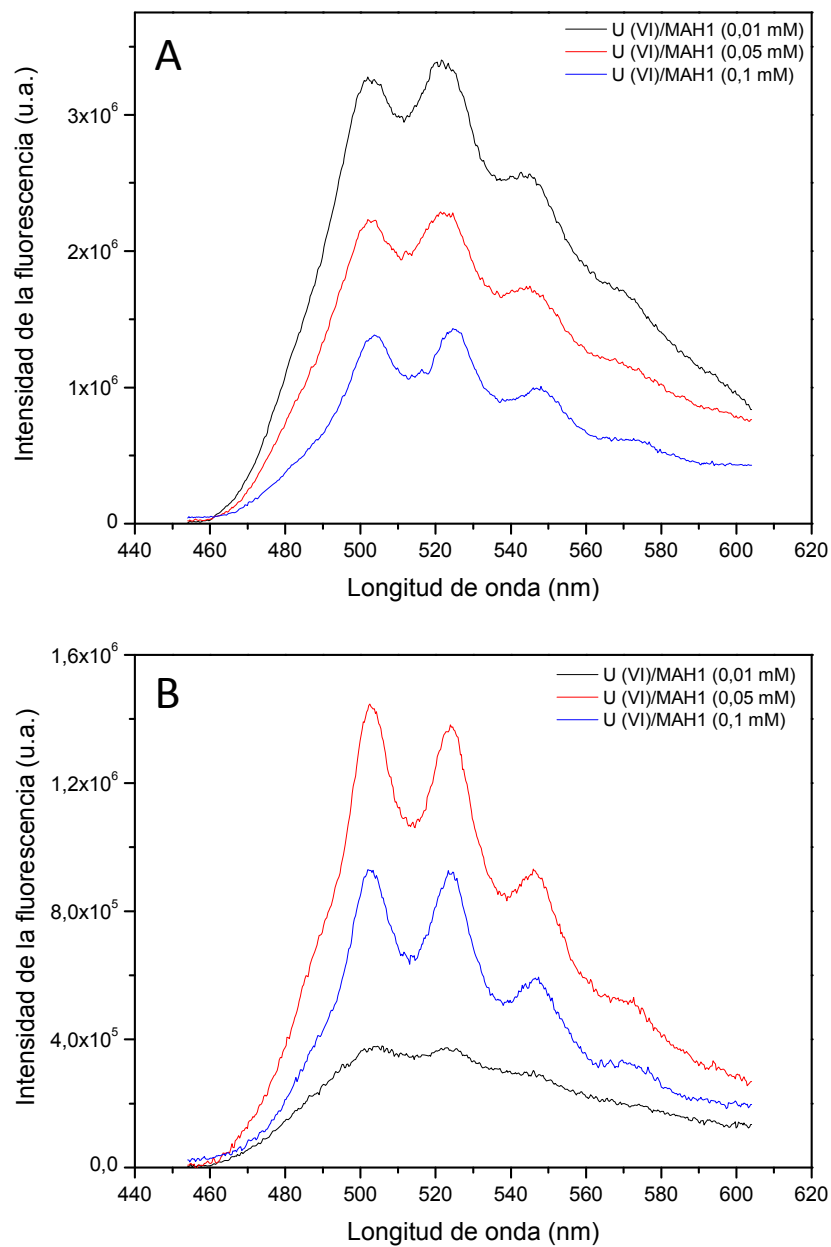 A
U (VI)/MAH1 (0,01 mM)
U (VI)/MAH1 (0,05 mM)
U (VI)/MAH1 (0,1 mM)
Intensidad de la fluorescencia (u.a.)
3x10⁶
2x10⁶
1x10⁶
0
440 460 480 500 520 540 560 580 600 620
Longitud de onda (nm)
B
U (VI)/MAH1 (0,01 mM)
U (VI)/MAH1 (0,05 mM)
U (VI)/MAH1 (0,1 mM)
Intensidad de la fluorescencia (u.a.)
1,6x10⁶
1,2x10⁶
8,0x10⁵
4,0x10⁵
0,0
440 460 480 500 520 540 560 580 600 620
Longitud de onda (nm)